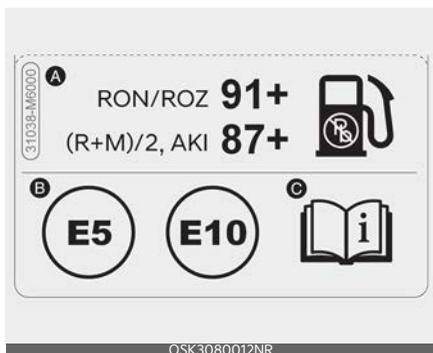 31038-M6000
A
RON/ROZ 91+
(R+M)/2, AKI 87+
Pb
B
E5
E10
C
i
OSK3080012NR